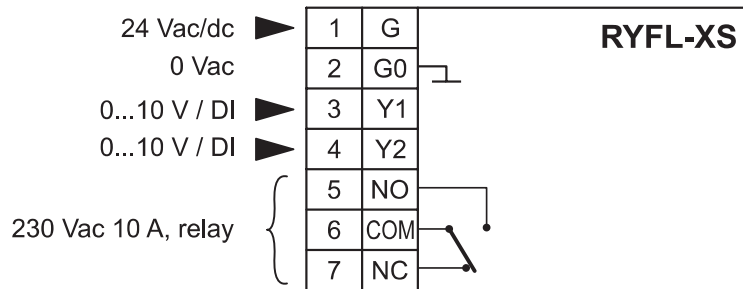 RYFL-XS
24 Vac/dc 1 G
0 Vac 2 G0
0...10 V / DI 3 Y1
0...10 V / DI 4 Y2
5 NO
230 Vac 10 A, relay 6 COM
7 NC